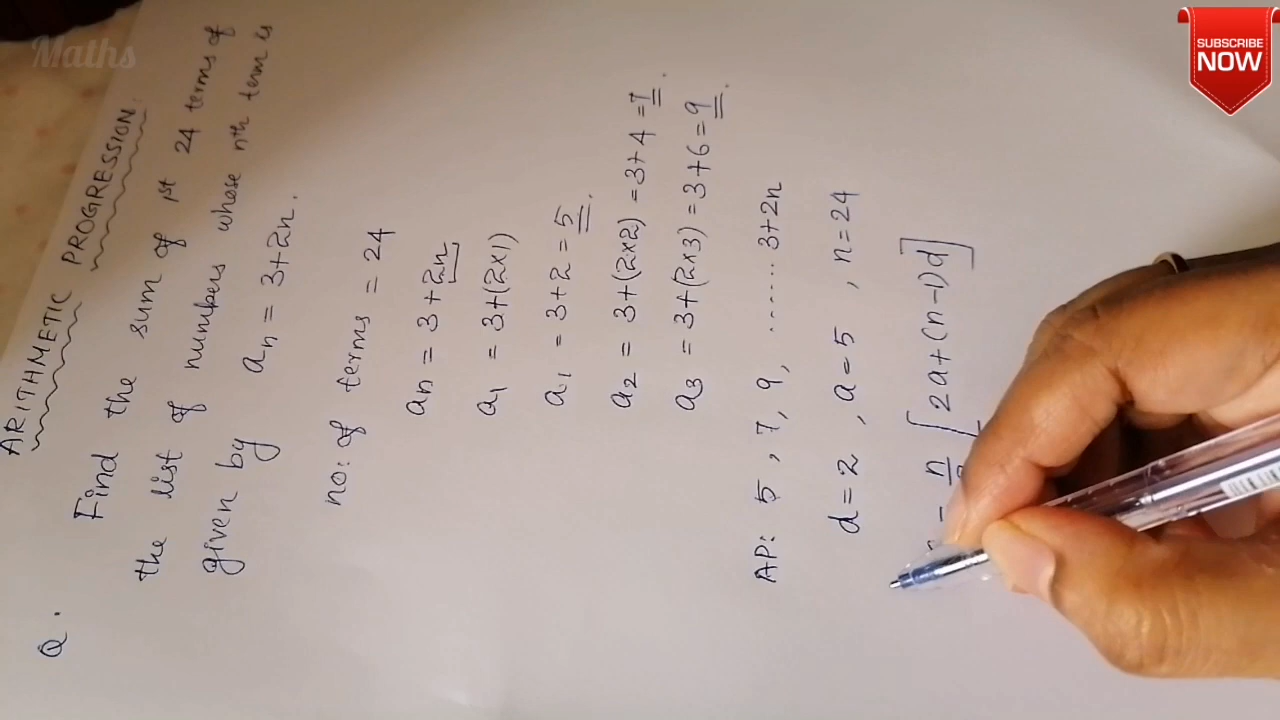 Maths
SUBSCRIBE
NOW
ARITHMETIC PROGRESSION.
Q. Find the sum of 1st 24 terms of
the list of numbers whose nth term is
given by an = 3+2n.
no: of terms = 24
an = 3+2n
a1 = 3+(2×1)
a1 = 3+2 = 5.
a2 = 3+(2×2) = 3+4 = 7.
a3 = 3+(2×3) = 3+6 = 9.
AP: 5, 7, 9, ...... 3+2n
d=2, a=5, n=24
= n [2a+(n-1)d]